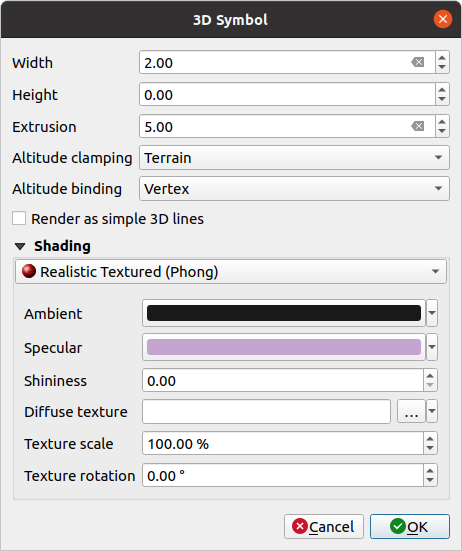 3D Symbol
Width 2.00
Height 0.00
Extrusion 5.00
Altitude clamping Terrain
Altitude binding Vertex
Render as simple 3D lines
Shading
Realistic Textured (Phong)
Ambient
Specular
Shininess 0.00
Diffuse texture ...
Texture scale 100.00 %
Texture rotation 0.00 °
Cancel OK